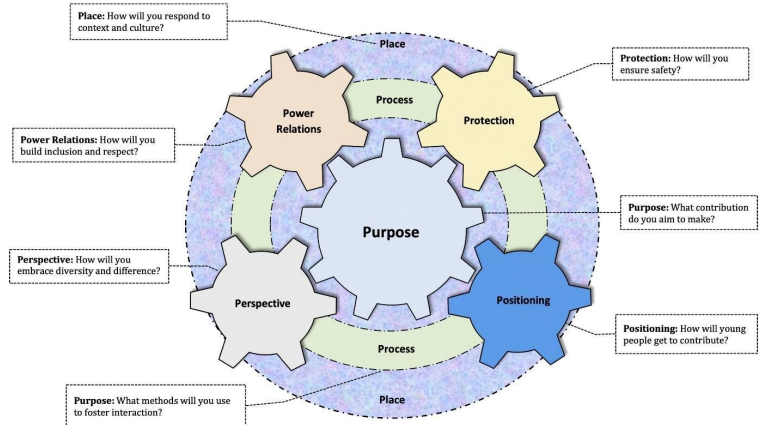 Place: How will you respond to
context and culture?
Place
Protection: How will you
ensure safety?
Process
Power
Relations
Protection
Power Relations: How will you
build inclusion and respect?
Purpose: What contribution
do you aim to make?
Purpose
Perspective: How will you
embrace diversity and difference?
Perspective
Positioning
Positioning: How will young
people get to contribute?
Process
Purpose: What methods will you use
to foster interaction?
Place